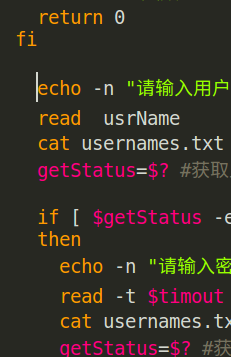 return 0
fi
echo -n "请输入用户
read usrName
cat usernames.txt
getStatus=$? #获取
if [ $getStatus -e
then
echo -n "请输入密
read -t $timout
cat usernames.tx
getStatus=$? #获